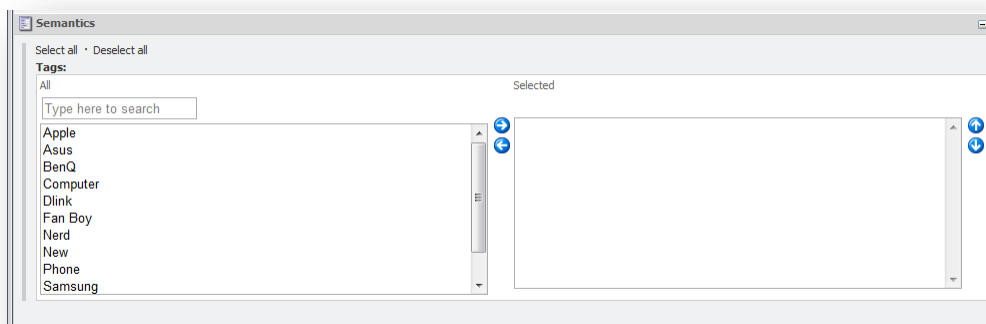 Semantics
Select all · Deselect all
Tags:
All
Selected
Type here to search
Apple
Asus
BenQ
Computer
Dlink
Fan Boy
Nerd
New
Phone
Samsung